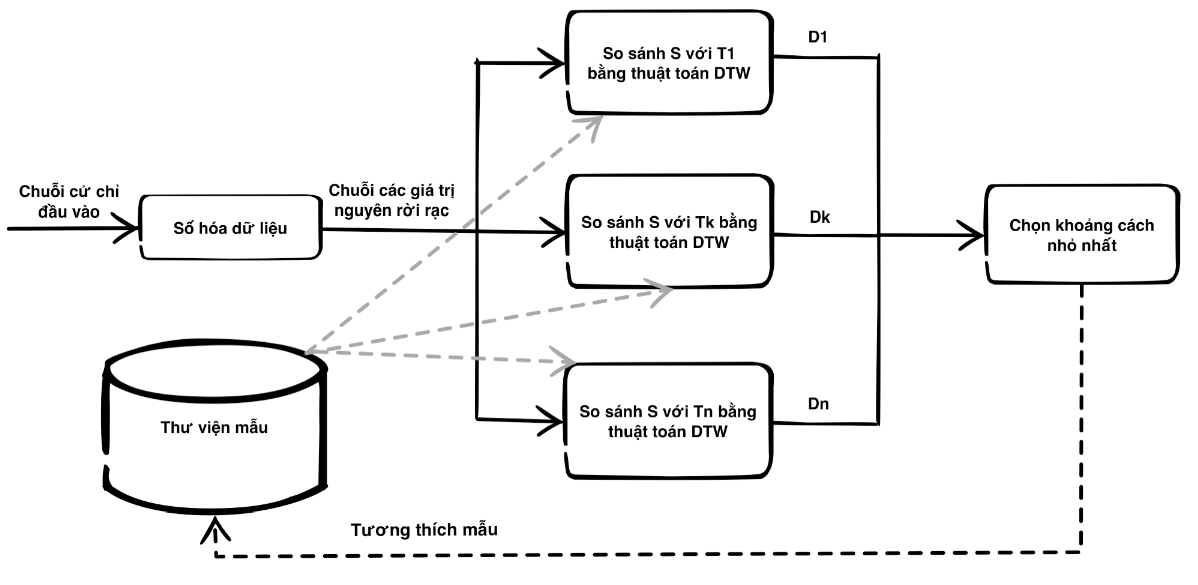 D1
So sánh S với T1
bằng thuật toán DTW
Chuỗi cử chỉ
đầu vào
Số hóa dữ liệu
Chuỗi các giá trị
nguyên rời rạc
So sánh S với Tk bằng
thuật toán DTW
Dk
Chọn khoảng cách
nhỏ nhất
Thư viện mẫu
So sánh S với Tn bằng
thuật toán DTW
Dn
Tương thích mẫu